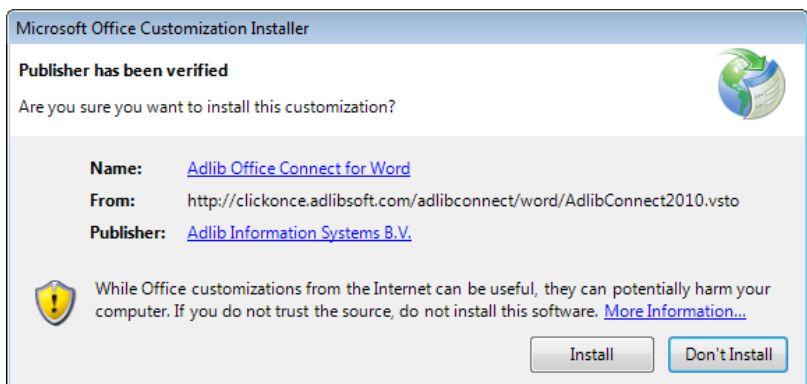 Microsoft Office Customization Installer
Publisher has been verified
Are you sure you want to install this customization?
Name: Adlib Office Connect for Word
From: http://clickonce.adlibsoft.com/adlibconnect/word/AdlibConnect2010.vsto
Publisher: Adlib Information Systems B.V.
While Office customizations from the Internet can be useful, they can potentially harm your
computer. If you do not trust the source, do not install this software. More Information...
Install Don't Install